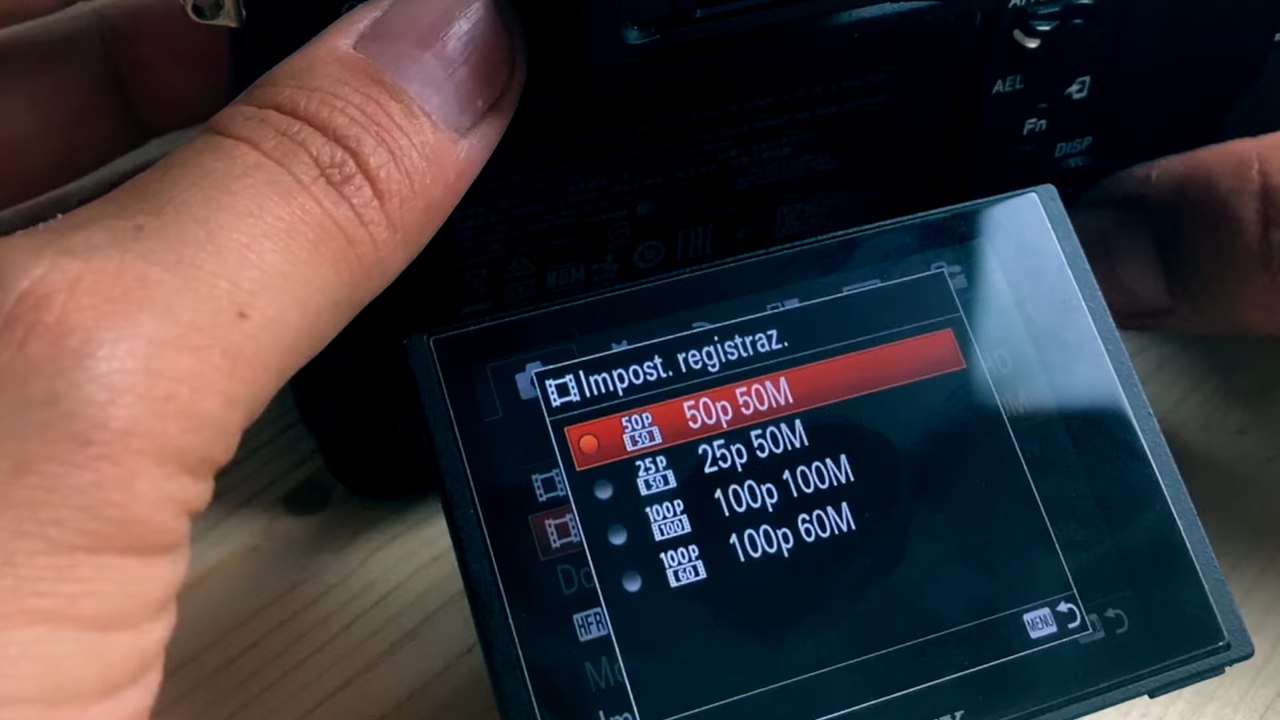 AEL
Fn
DISP
Impost. registraz.
50P 50 50p 50M
25P 50 25p 50M
100P 100 100p 100M
100P 60 100p 60M
HFR
MENU